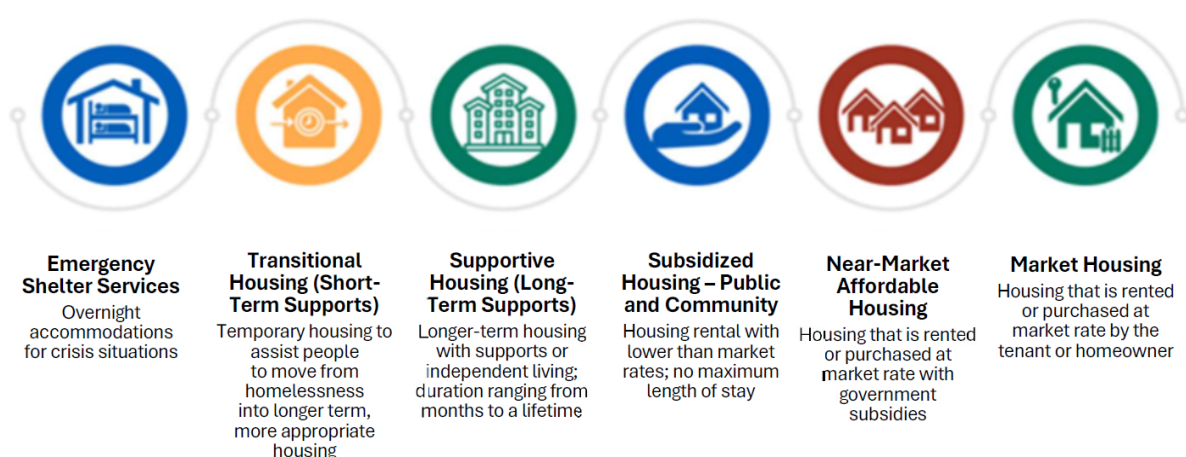 Emergency
Shelter Services
Overnight
accommodations
for crisis situations
Transitional
Housing (Short-
Term Supports)
Temporary housing to
assist people
to move from
homelessness
into longer term,
more appropriate
housing
Supportive
Housing (Long-
Term Supports)
Longer-term housing
with supports or
independent living;
duration ranging from
months to a lifetime
Subsidized
Housing – Public
and Community
Housing rental with
lower than market
rates; no maximum
length of stay
Near-Market
Affordable
Housing
Housing that is rented
or purchased at
market rate with
government
subsidies
Market Housing
Housing that is rented
or purchased at
market rate by the
tenant or homeowner